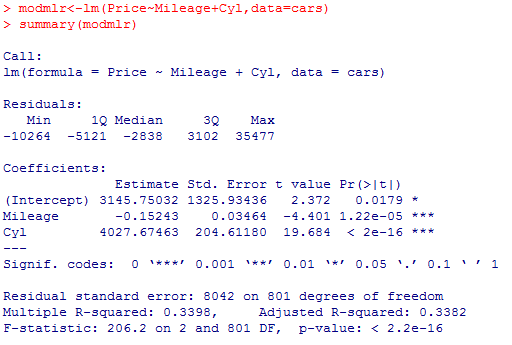 > modmlr<-lm(Price~Mileage+Cyl,data=cars)
> summary(modmlr)
Call:
lm(formula = Price ~ Mileage + Cyl, data = cars)
Residuals:
   Min     1Q Median     3Q    Max
-10264  -5121  -2838   3102  35477
Coefficients:
              Estimate Std. Error t value Pr(>|t|)
(Intercept) 3145.75032 1325.93436   2.372   0.0179 *
Mileage       -0.15243    0.03464  -4.401 1.22e-05 ***
Cyl         4027.67463  204.61180  19.684  < 2e-16 ***
---
Signif. codes:  0 ‘***’ 0.001 ‘**’ 0.01 ‘*’ 0.05 ‘.’ 0.1 ‘ ’ 1
Residual standard error: 8042 on 801 degrees of freedom
Multiple R-squared: 0.3398,     Adjusted R-squared: 0.3382
F-statistic: 206.2 on 2 and 801 DF,  p-value: < 2.2e-16